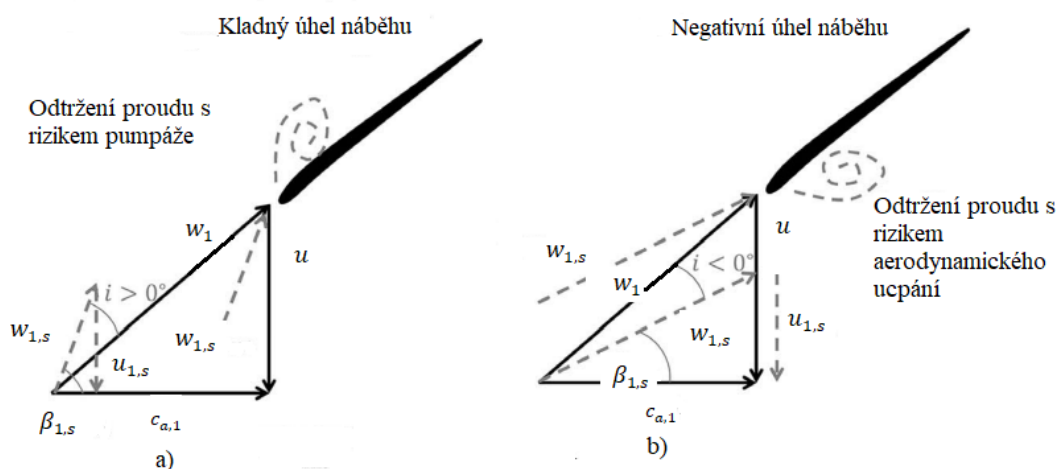 Kladný úhel náběhu
Odtržení proudu s
rizikem pumpáže
w₁
u
i > 0°
w₁,ₛ
w₁,ₛ
u₁,ₛ
β₁,ₛ
cₐ,₁
a)
Negativní úhel náběhu
Odtržení proudu s
rizikem
aerodynamického
ucpání
w₁,ₛ
u
w₁
i < 0°
w₁,ₛ
u₁,ₛ
β₁,ₛ
cₐ,₁
b)